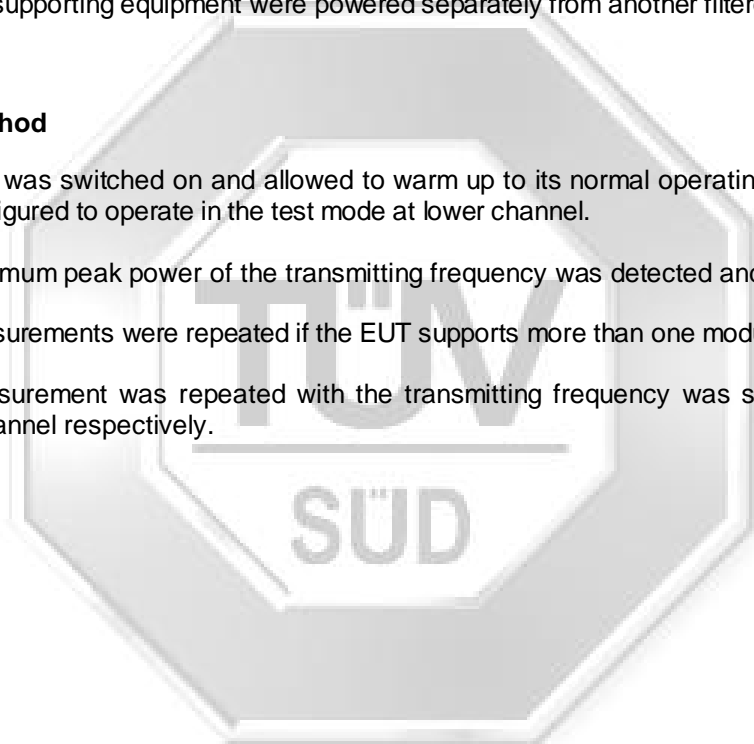 supporting equipment were powered separately from another filter
hod
was switched on and allowed to warm up to its normal operatin
igured to operate in the test mode at lower channel.
mum peak power of the transmitting frequency was detected and
surements were repeated if the EUT supports more than one mod
surement was repeated with the transmitting frequency was s
annel respectively.
TÜV
SÜD